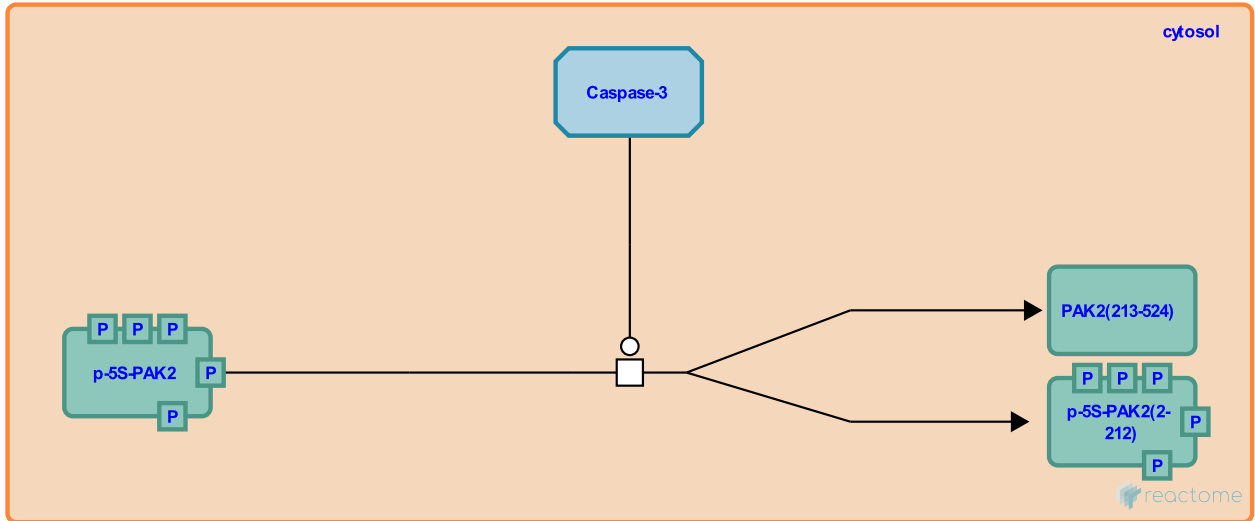 cytosol
Caspase-3
PAK2(213-524)
P P P
p-5S-PAK2
P
P
P P P
p-5S-PAK2(2-
212)
P
P
reactome